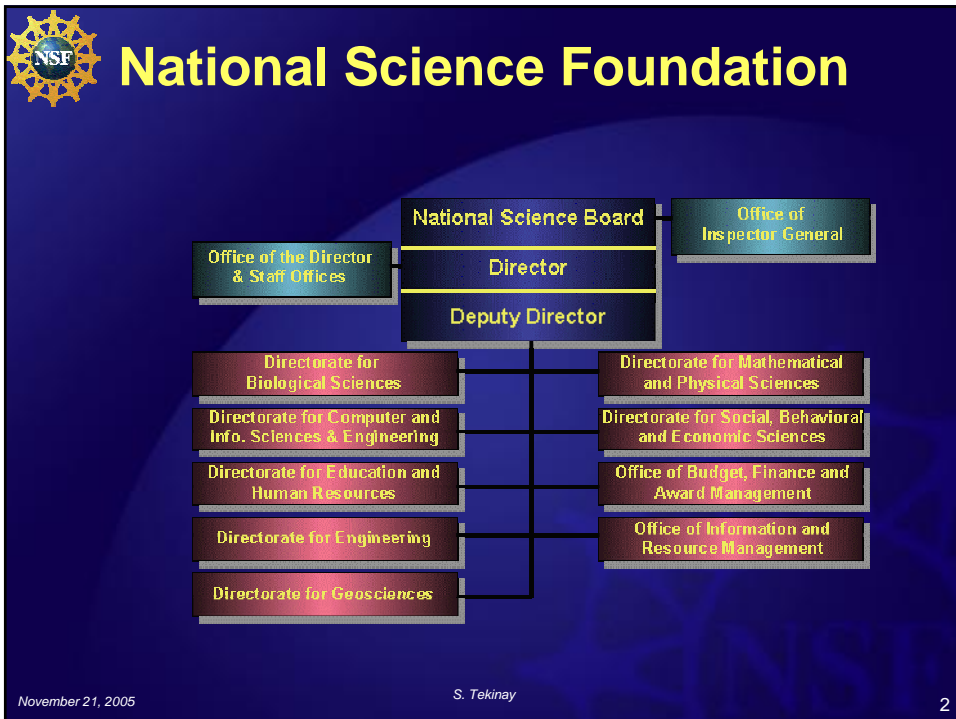 NSF
National Science Foundation
National Science Board
Office of
Inspector General
Office of the Director
& Staff Offices
Director
Deputy Director
Directorate for
Biological Sciences
Directorate for Mathematical
and Physical Sciences
Directorate for Computer and
Info. Sciences & Engineering
Directorate for Social, Behavioral
and Economic Sciences
Directorate for Education and
Human Resources
Office of Budget, Finance and
Award Management
Directorate for Engineering
Office of Information and
Resource Management
Directorate for Geosciences
NSF
November 21, 2005
S. Tekinay
2